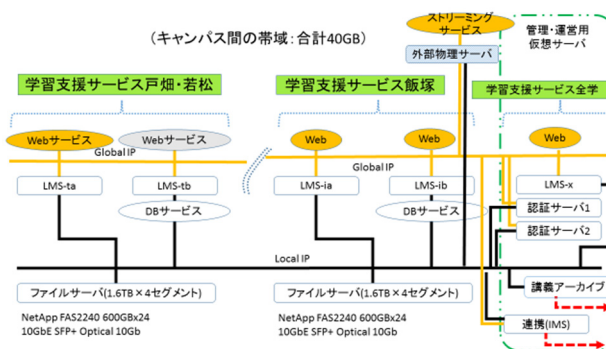 ストリーミング
サービス
(キャンパス間の帯域:合計40GB)
外部物理サーバ
管理・運営用
仮想サーバ
学習支援サービス戸畑・若松
学習支援サービス飯塚
学習支援サービス全学
Webサービス
Webサービス
Web
Web
Web
Global IP
Global IP
LMS-ta
LMS-tb
LMS-ia
LMS-ib
LMS-x
DBサービス
DBサービス
認証サーバ1
認証サーバ2
Local IP
ファイルサーバ(1.6TB×4セグメント)
ファイルサーバ(1.6TB×4セグメント)
講義アーカイブ
NetApp FAS2240 600GBx24
10GbE SFP+ Optical 10Gb
NetApp FAS2240 600GBx24
10GbE SFP+ Optical 10Gb
連携(IMS)